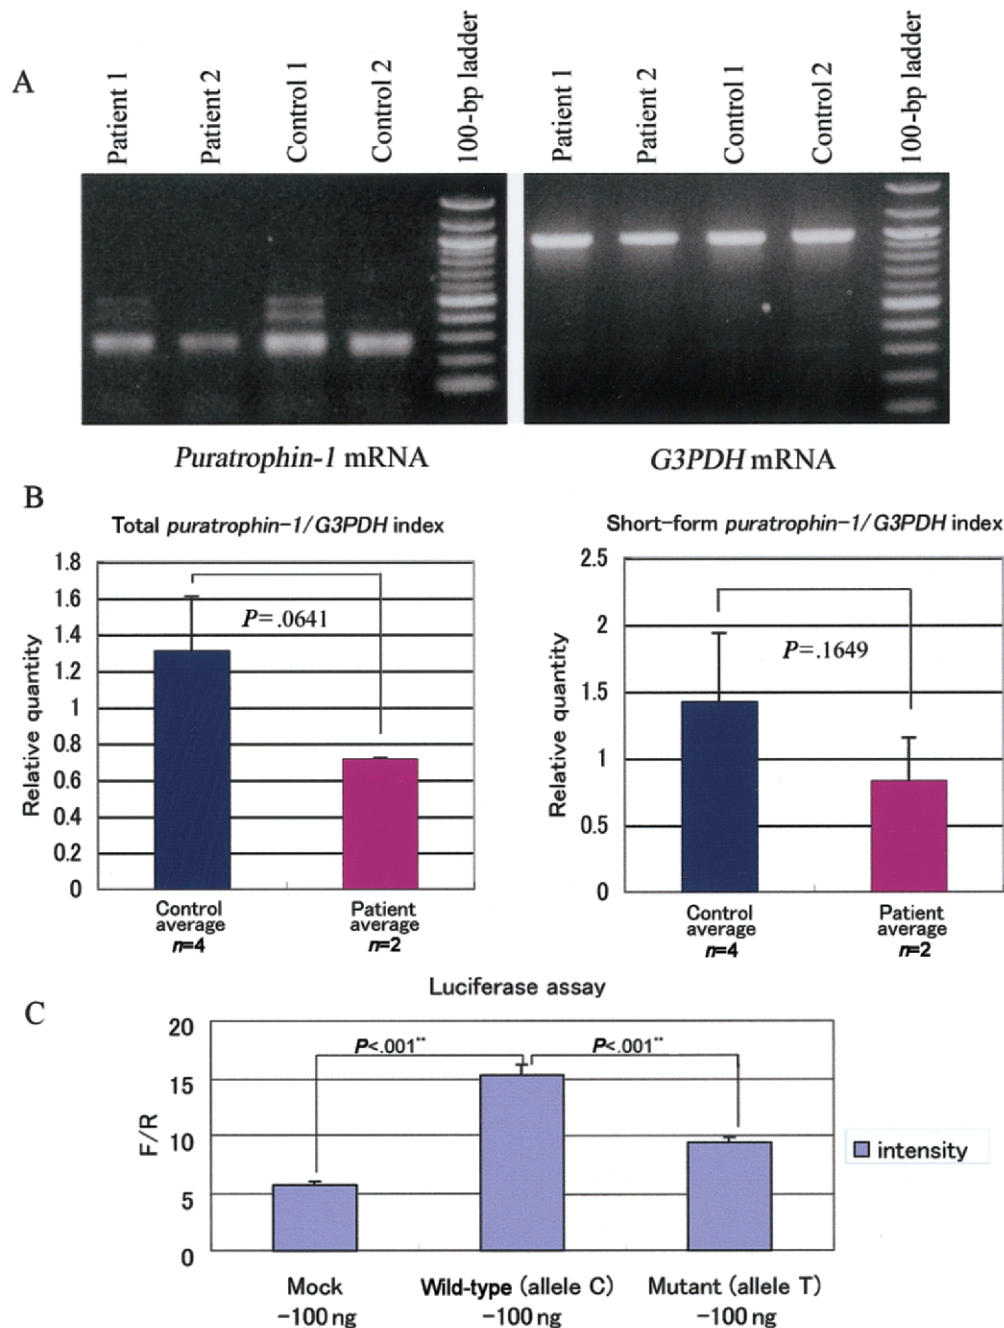 A
Patient 1
Patient 2
Control 1
Control 2
100-bp ladder
Patient 1
Patient 2
Control 1
Control 2
100-bp ladder
Puratrophin-1 mRNA
G3PDH mRNA
B
Total puratrophin-1/G3PDH index
Relative quantity
1.8
1.6
1.4
1.2
1
0.8
0.6
0.4
0.2
0
P=.0641
Control
average
n=4
Patient
average
n=2
Short-form puratrophin-1/G3PDH index
Relative quantity
2.5
2
1.5
1
0.5
0
P=.1649
Control
average
n=4
Patient
average
n=2
C
Luciferase assay
F/R
20
15
10
5
0
P<.001**
P<.001**
intensity
Mock
-100 ng
Wild-type (allele C)
-100 ng
Mutant (allele T)
-100 ng